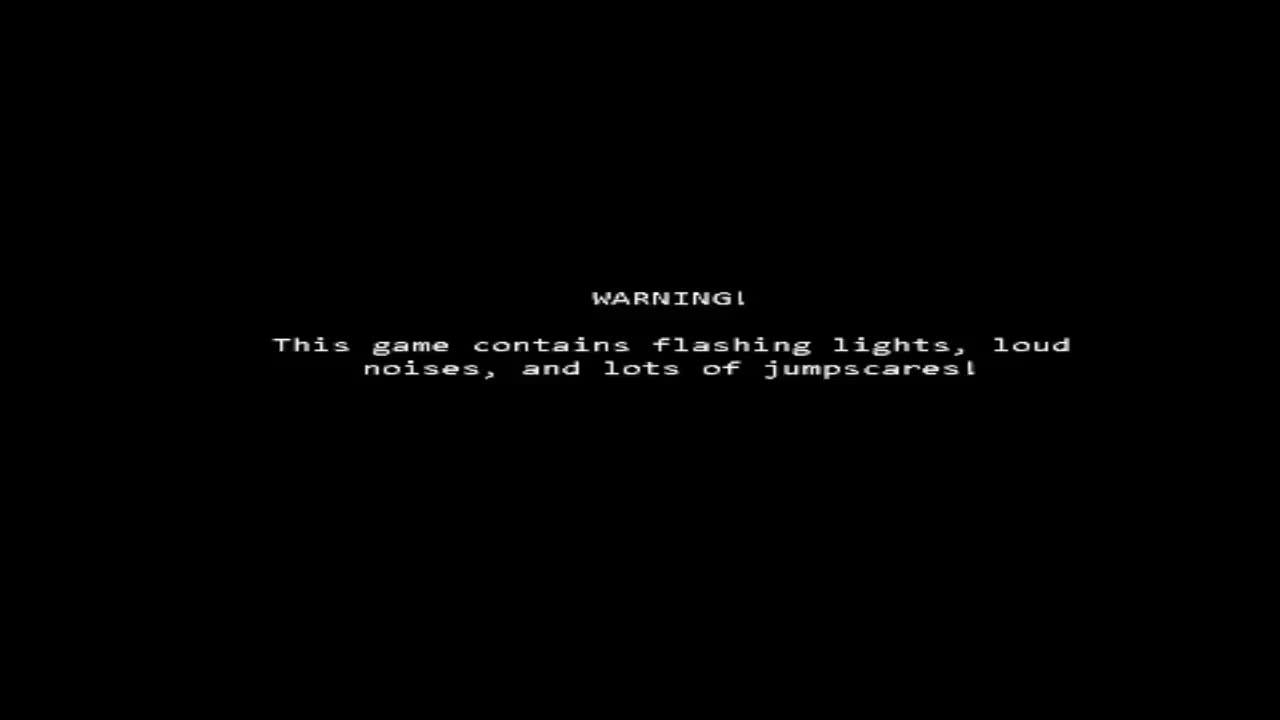 WARNING!
This game contains flashing lights, loud
noises, and lots of jumpscares!